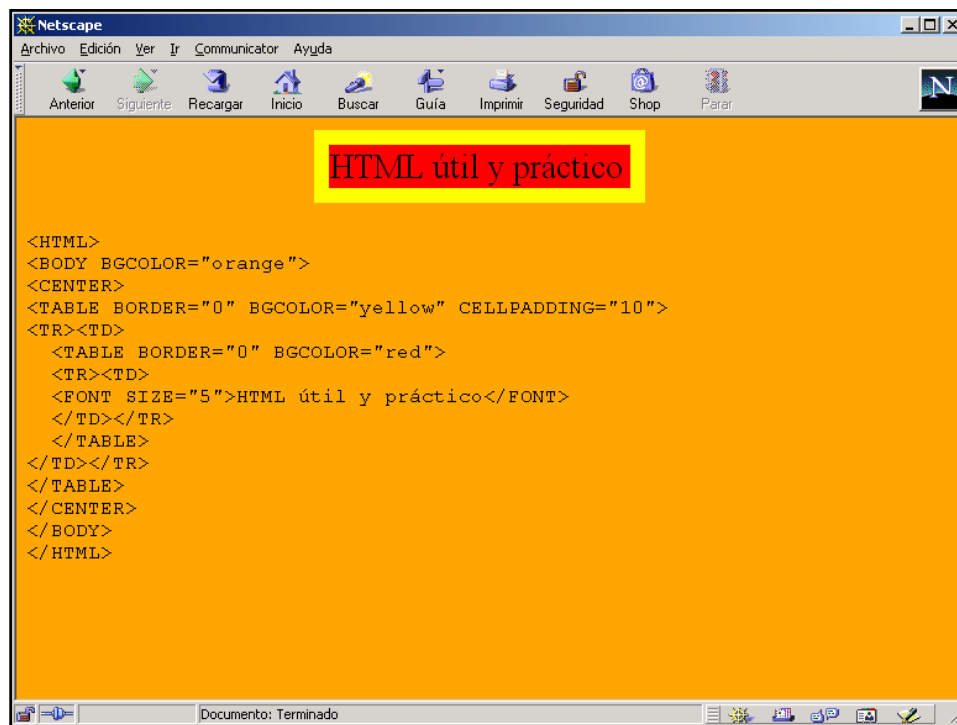 Netscape
Archivo Edición Ver Ir Communicator Ayuda
Anterior Siguiente Recargar Inicio Buscar Guía Imprimir Seguridad Shop Parar
N
HTML útil y práctico
<HTML>
<BODY BGCOLOR="orange">
<CENTER>
<TABLE BORDER="0" BGCOLOR="yellow" CELLPADDING="10">
<TR><TD>
<TABLE BORDER="0" BGCOLOR="red">
<TR><TD>
<FONT SIZE="5">HTML útil y práctico</FONT>
</TD></TR>
</TABLE>
</TD></TR>
</TABLE>
</CENTER>
</BODY>
</HTML>
Documento: Terminado